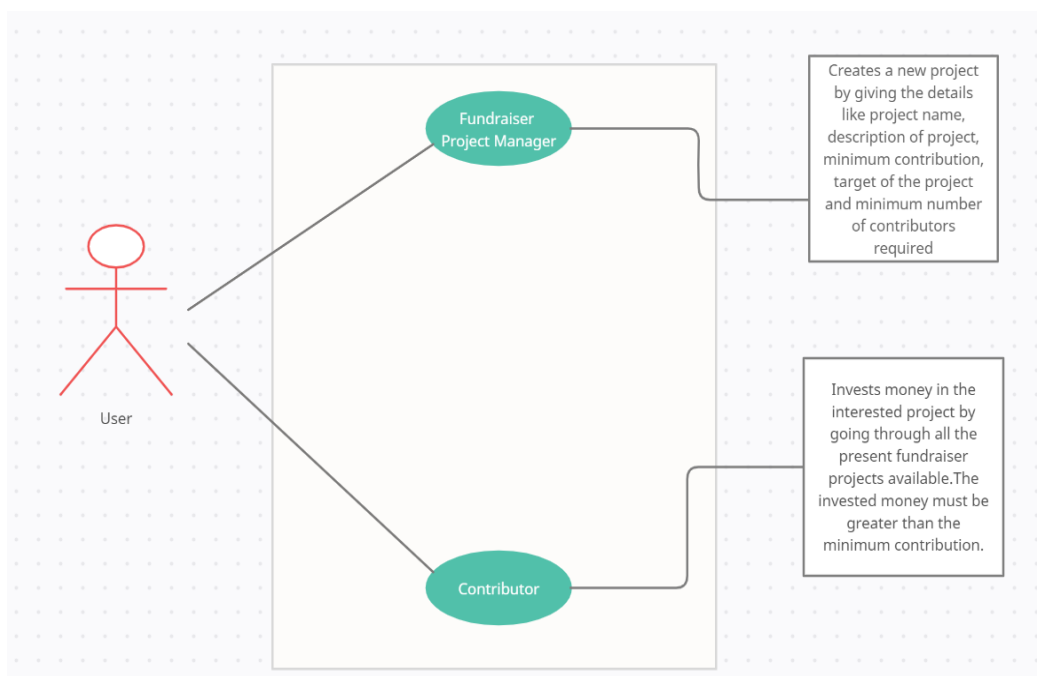 Fundraiser
Project Manager
Creates a new project
by giving the details
like project name,
description of project,
minimum contribution,
target of the project
and minimum number
of contributors
required
User
Invests money in the
interested project by
going through all the
present fundraiser
projects available.The
invested money must be
greater than the
minimum contribution.
Contributor